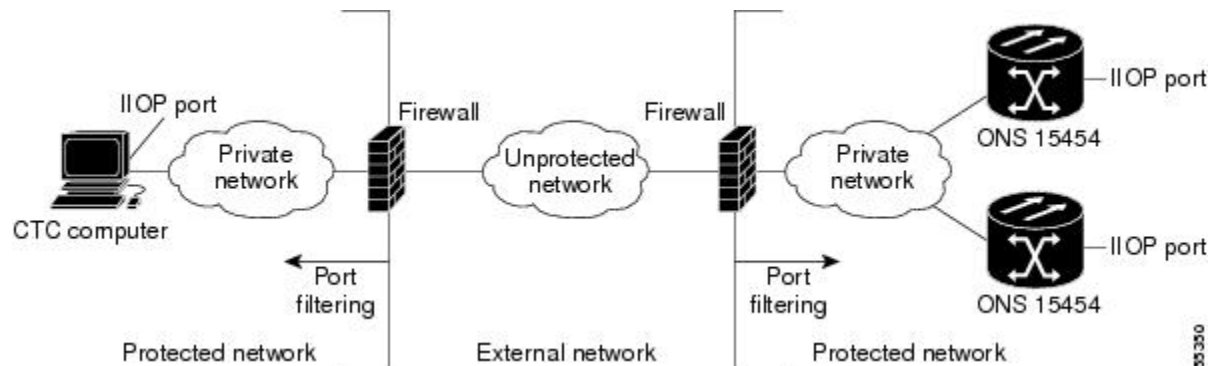 IIOP port
Private
network
CTC computer
Firewall
Unprotected
network
Firewall
Private
network
IIOP port
ONS 15454
IIOP port
ONS 15454
Port
filtering
Port
filtering
Protected network
External network
Protected network
55350